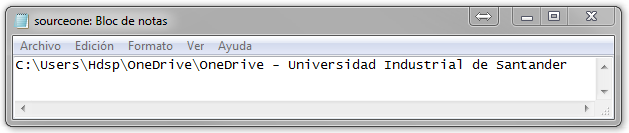 sourceone: Bloc de notas
Archivo Edición Formato Ver Ayuda
C:\Users\Hdsp\OneDrive\OneDrive - Universidad Industrial de Santander